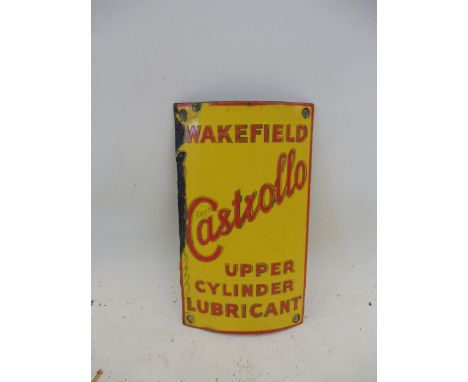 WAKEFIELD
Castrollo
UPPER
CYLINDER
LUBRICANT